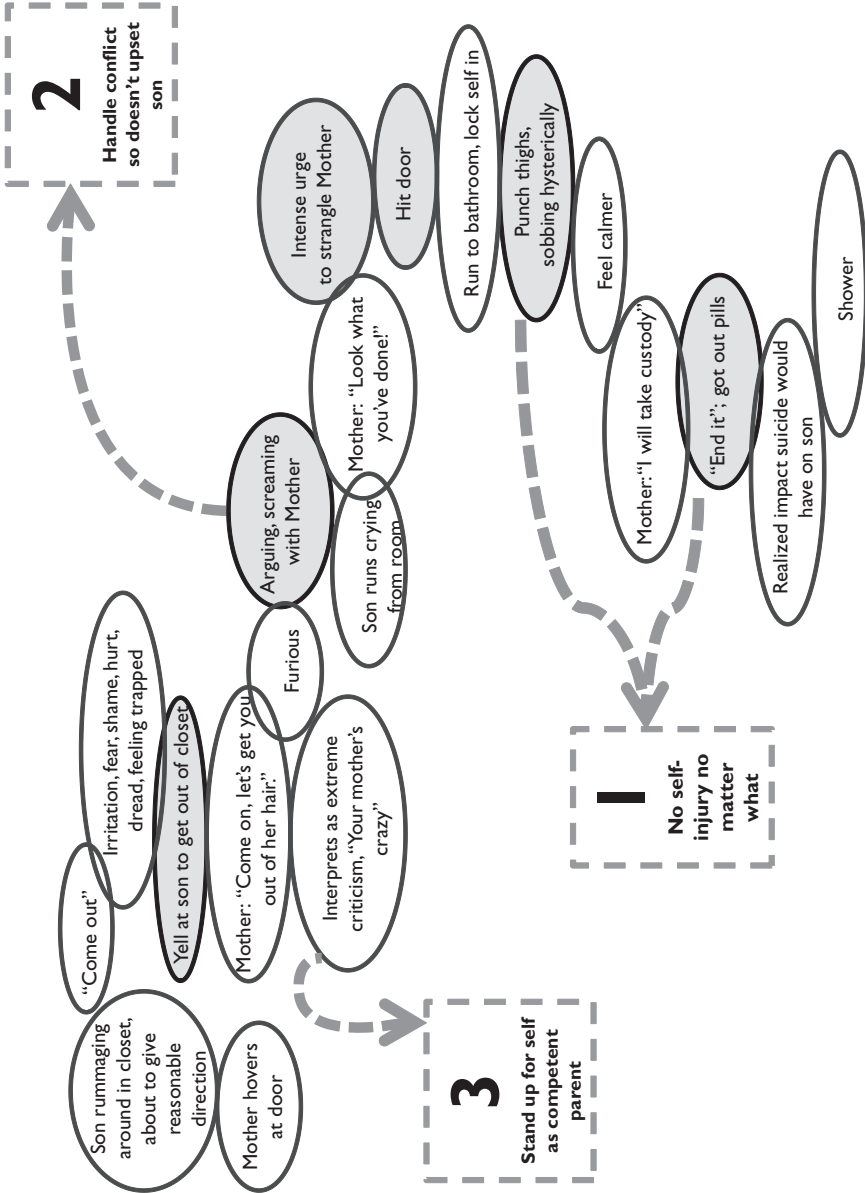 Son rummaging
around in closet,
about to give
reasonable
direction
Mother hovers
at door
“Come out”
Irritation, fear, shame, hurt,
dread, feeling trapped
Yell at son to get out of closet
Mother: “Come on, let’s get you
out of her hair.”
Interprets as extreme
criticism, “Your mother’s
crazy”
Furious
Arguing, screaming
with Mother
Son runs crying
from room
Mother: “Look what
you’ve done!”
Intense urge
to strangle Mother
Hit door
Run to bathroom, lock self in
Punch thighs,
sobbing hysterically
Feel calmer
Mother: “I will take custody”
“End it”; got out pills
Realized impact suicide would
have on son
Shower
3
Stand up for self
as competent
parent
1
No self-
injury no
matter
what
2
Handle conflict
so doesn’t upset
son